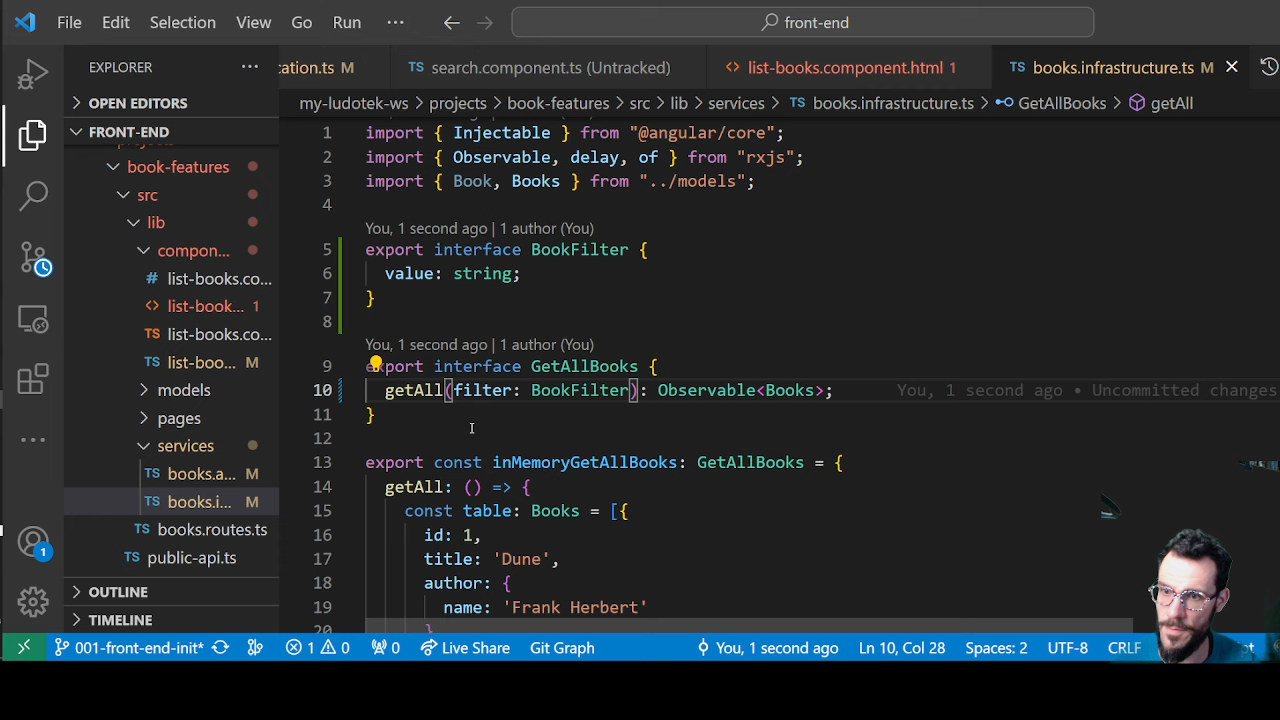 File Edit Selection View Go Run ··· front-end
EXPLORER ···
cation.ts M search.component.ts (Untracked) list-books.component.html 1 books.infrastructure.ts M
OPEN EDITORS
my-ludotek-ws > projects > book-features > src > lib > services > books.infrastructure.ts > GetAllBooks > getAll
FRONT-END
projects
book-features
src
lib
compon...
list-books.co...
list-book... 1
list-books.co...
list-boo... M
models
pages
services
books.a... M
books.i... M
books.routes.ts
public-api.ts
OUTLINE
TIMELINE
1 import { Injectable } from "@angular/core";
2 import { Observable, delay, of } from "rxjs";
3 import { Book, Books } from "../models";
4
You, 1 second ago | 1 author (You)
5 export interface BookFilter {
6 value: string;
7 }
8
You, 1 second ago | 1 author (You)
9 export interface GetAllBooks {
10 getAll(filter: BookFilter): Observable<Books>; You, 1 second ago • Uncommitted changes
11 }
12
13 export const inMemoryGetAllBooks: GetAllBooks = {
14 getAll: () => {
15 const table: Books = [{
16 id: 1,
17 title: 'Dune',
18 author: {
19 name: 'Frank Herbert'
20 }
1
001-front-end-init* 1 0 0 Live Share Git Graph You, 1 second ago Ln 10, Col 28 Spaces: 2 UTF-8 CRLF